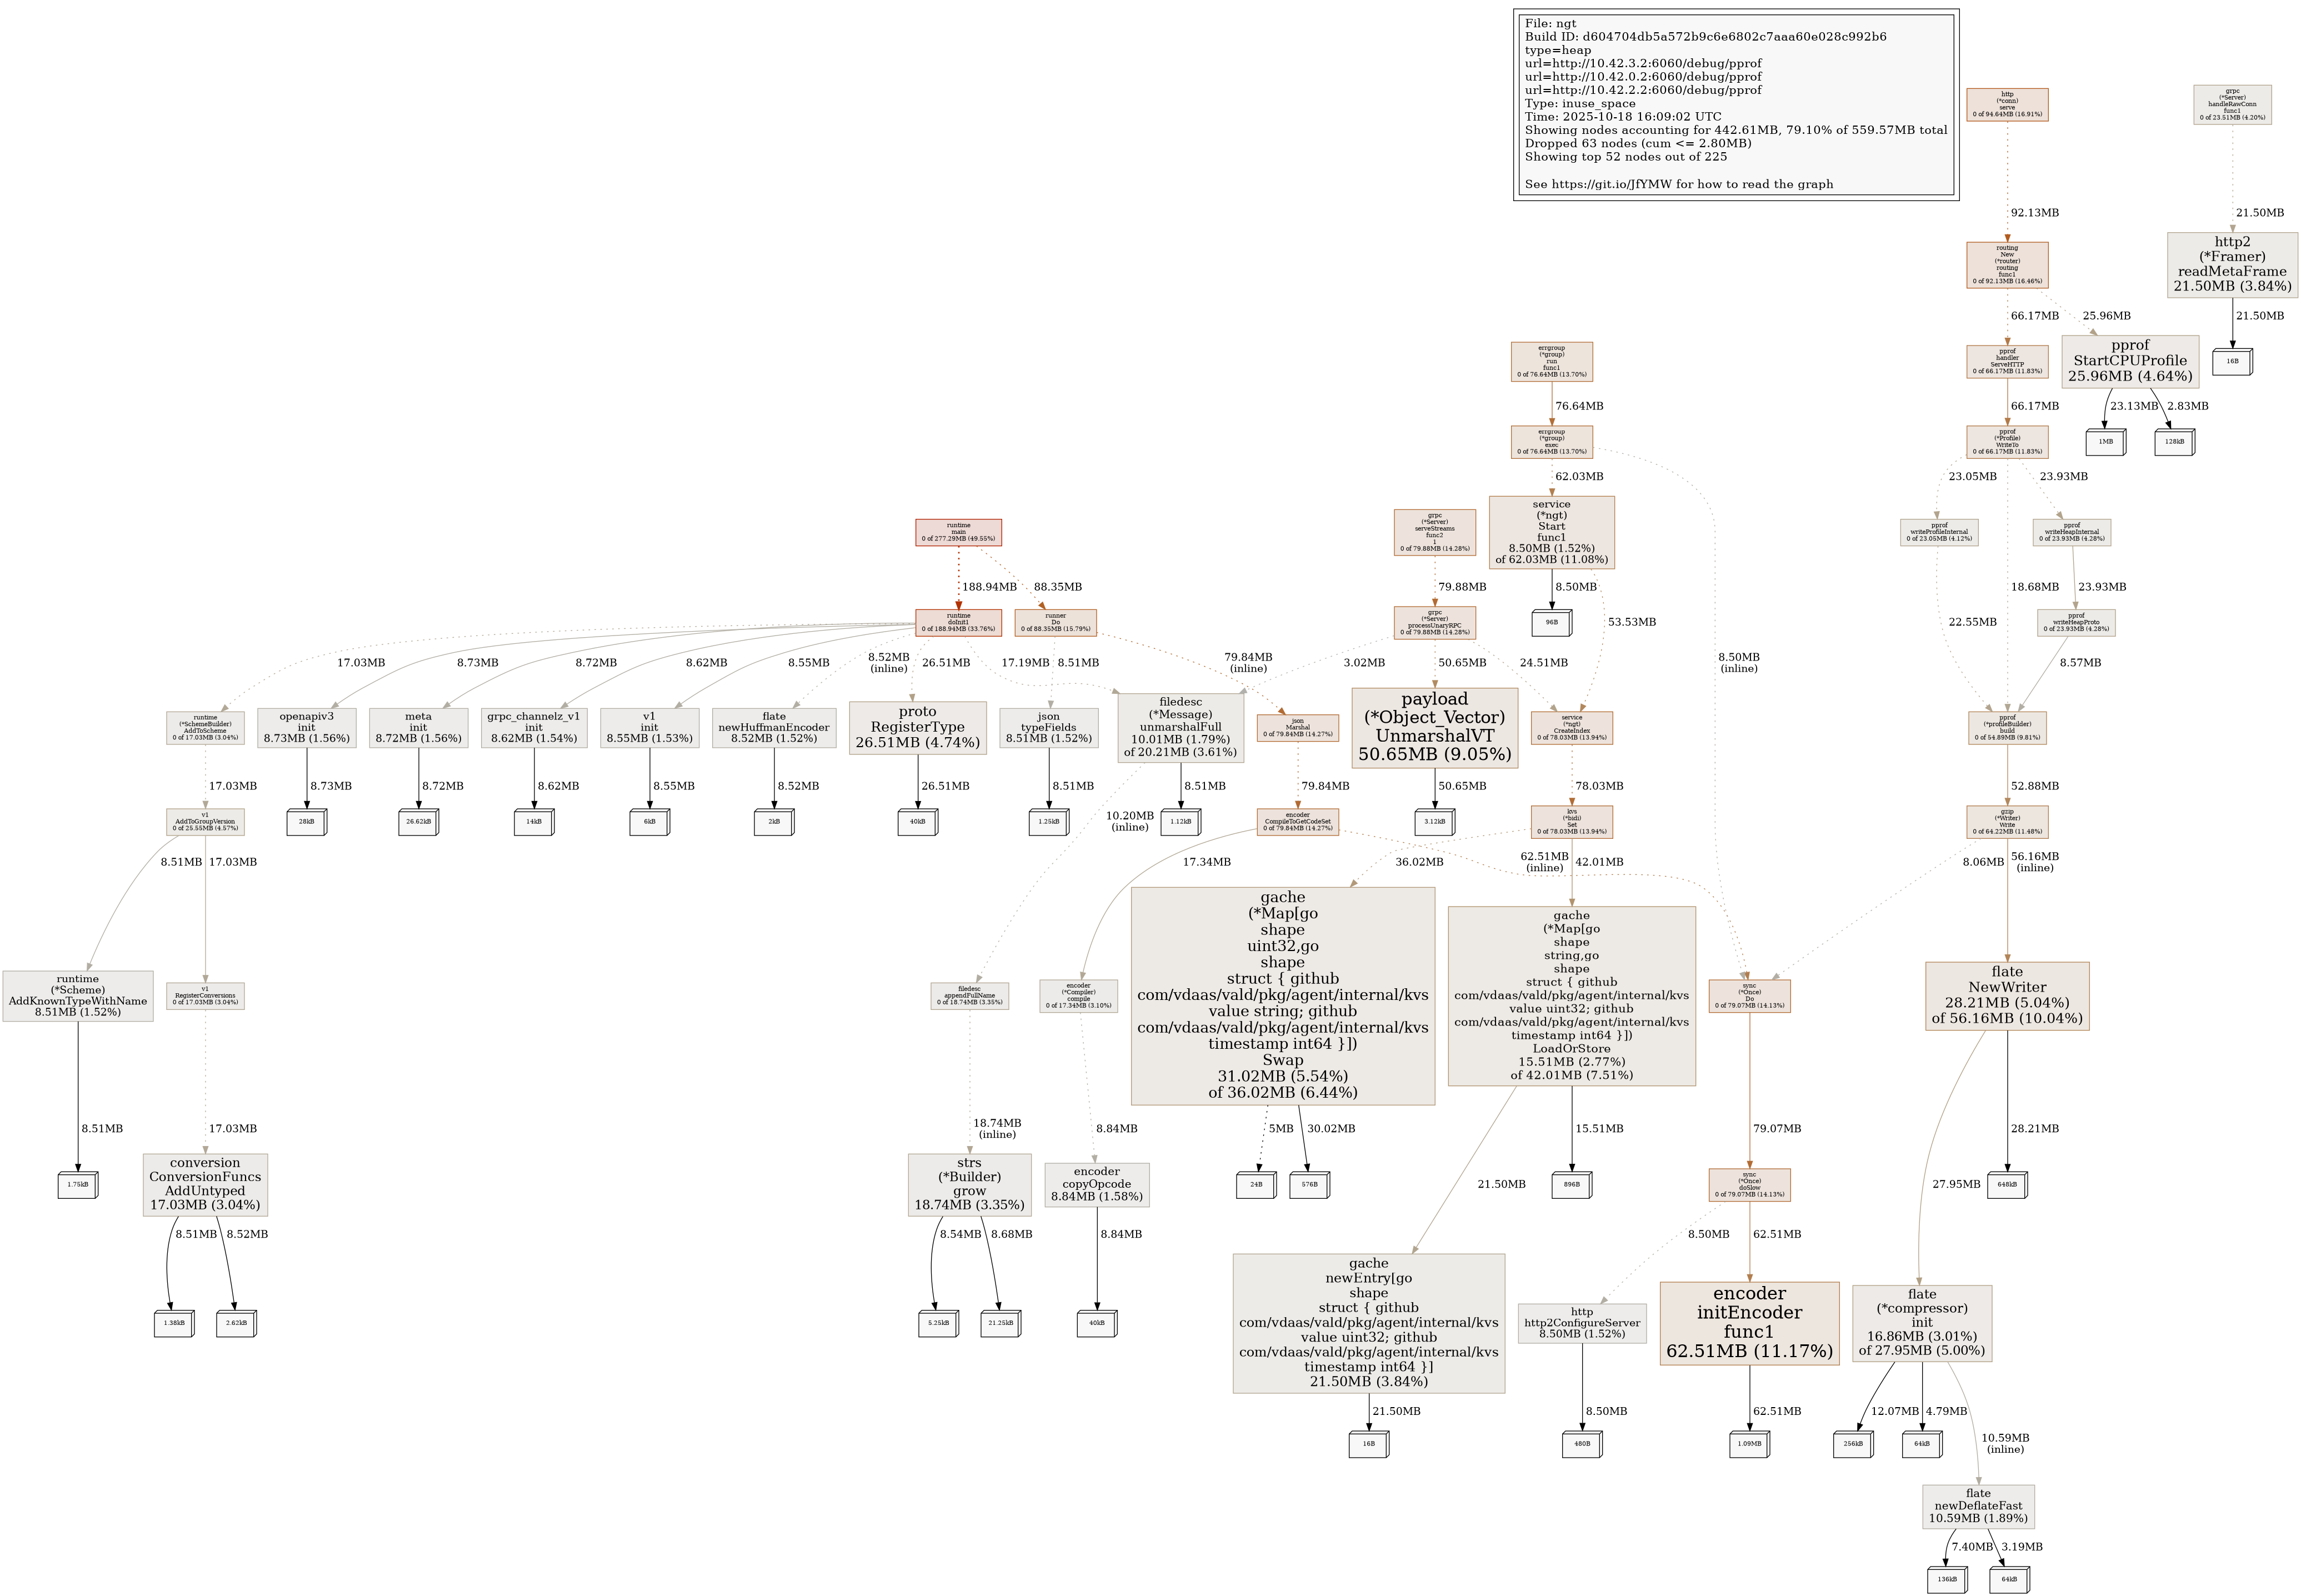 File: ngt
Build ID: d604704db5a572b9c6e6802c7aaa60e028c992b6
type=heap
url=http://10.42.3.2:6060/debug/pprof
url=http://10.42.0.2:6060/debug/pprof
url=http://10.42.2.2:6060/debug/pprof
Type: inuse_space
Time: 2025-10-18 16:09:02 UTC
Showing nodes accounting for 442.61MB, 79.10% of 559.57MB total
Dropped 63 nodes (cum <= 2.80MB)
Showing top 52 nodes out of 225
See https://git.io/JfYMW for how to read the graph
http
(*conn)
serve
0 of 94.64MB (16.91%)
grpc
(*Server)
handleRawConn
func1
0 of 23.51MB (4.20%)
92.13MB
21.50MB
routing
New
(*router)
routing
func1
0 of 92.13MB (16.46%)
http2
(*Framer)
readMetaFrame
21.50MB (3.84%)
66.17MB
25.96MB
21.50MB
errgroup
(*group)
run
func1
0 of 76.64MB (13.70%)
pprof
handler
ServeHTTP
0 of 66.17MB (11.83%)
pprof
StartCPUProfile
25.96MB (4.64%)
16B
76.64MB
66.17MB
23.13MB
2.83MB
errgroup
(*group)
exec
0 of 76.64MB (13.70%)
pprof
(*Profile)
WriteTo
0 of 66.17MB (11.83%)
1MB
128kB
62.03MB
23.05MB
23.93MB
runtime
main
0 of 277.29MB (49.55%)
grpc
(*Server)
serveStreams
func2
1
0 of 79.88MB (14.28%)
service
(*ngt)
Start
func1
8.50MB (1.52%)
of 62.03MB (11.08%)
pprof
writeProfileInternal
0 of 23.05MB (4.12%)
pprof
writeHeapInternal
0 of 23.93MB (4.28%)
188.94MB
88.35MB
79.88MB
8.50MB
18.68MB
23.93MB
runtime
doInit1
0 of 188.94MB (33.76%)
runner
Do
0 of 88.35MB (15.79%)
grpc
(*Server)
processUnaryRPC
0 of 79.88MB (14.28%)
96B
53.53MB
22.55MB
pprof
writeHeapProto
0 of 23.93MB (4.28%)
17.03MB
8.73MB
8.72MB
8.62MB
8.55MB
8.52MB
(inline)
26.51MB
17.19MB
8.51MB
79.84MB
(inline)
3.02MB
50.65MB
24.51MB
8.50MB
(inline)
8.57MB
runtime
(*SchemeBuilder)
AddToScheme
0 of 17.03MB (3.04%)
openapiv3
init
8.73MB (1.56%)
meta
init
8.72MB (1.56%)
grpc_channelz_v1
init
8.62MB (1.54%)
v1
init
8.55MB (1.53%)
flate
newHuffmanEncoder
8.52MB (1.52%)
proto
RegisterType
26.51MB (4.74%)
json
typeFields
8.51MB (1.52%)
filedesc
(*Message)
unmarshalFull
10.01MB (1.79%)
of 20.21MB (3.61%)
json
Marshal
0 of 79.84MB (14.27%)
payload
(*Object_Vector)
UnmarshalVT
50.65MB (9.05%)
service
(*ngt)
CreateIndex
0 of 78.03MB (13.94%)
pprof
(*profileBuilder)
build
0 of 54.89MB (9.81%)
17.03MB
8.73MB
8.72MB
8.62MB
8.55MB
8.52MB
26.51MB
8.51MB
8.51MB
79.84MB
50.65MB
78.03MB
52.88MB
v1
AddToGroupVersion
0 of 25.55MB (4.57%)
28kB
26.62kB
14kB
6kB
2kB
40kB
1.25kB
10.20MB
(inline)
1.12kB
encoder
CompileToGetCodeSet
0 of 79.84MB (14.27%)
3.12kB
kvs
(*bidi)
Set
0 of 78.03MB (13.94%)
gzip
(*Writer)
Write
0 of 64.22MB (11.48%)
8.51MB
17.03MB
17.34MB
36.02MB
62.51MB
(inline)
42.01MB
8.06MB
56.16MB
(inline)
runtime
(*Scheme)
AddKnownTypeWithName
8.51MB (1.52%)
v1
RegisterConversions
0 of 17.03MB (3.04%)
filedesc
appendFullName
0 of 18.74MB (3.35%)
encoder
(*Compiler)
compile
0 of 17.34MB (3.10%)
gache
(*Map[go
shape
uint32,go
shape
struct { github
com/vdaas/vald/pkg/agent/internal/kvs
value string; github
com/vdaas/vald/pkg/agent/internal/kvs
timestamp int64 }])
Swap
31.02MB (5.54%)
of 36.02MB (6.44%)
gache
(*Map[go
shape
string,go
shape
struct { github
com/vdaas/vald/pkg/agent/internal/kvs
value uint32; github
com/vdaas/vald/pkg/agent/internal/kvs
timestamp int64 }])
LoadOrStore
15.51MB (2.77%)
of 42.01MB (7.51%)
sync
(*Once)
Do
0 of 79.07MB (14.13%)
flate
NewWriter
28.21MB (5.04%)
of 56.16MB (10.04%)
8.51MB
17.03MB
18.74MB
(inline)
8.84MB
5MB
30.02MB
15.51MB
79.07MB
28.21MB
1.75kB
conversion
ConversionFuncs
AddUntyped
17.03MB (3.04%)
strs
(*Builder)
grow
18.74MB (3.35%)
encoder
copyOpcode
8.84MB (1.58%)
24B
576B
21.50MB
896B
sync
(*Once)
doSlow
0 of 79.07MB (14.13%)
27.95MB
648kB
8.51MB
8.52MB
8.54MB
8.68MB
8.84MB
8.50MB
62.51MB
1.38kB
2.62kB
5.25kB
21.25kB
40kB
gache
newEntry[go
shape
struct { github
com/vdaas/vald/pkg/agent/internal/kvs
value uint32; github
com/vdaas/vald/pkg/agent/internal/kvs
timestamp int64 }]
21.50MB (3.84%)
http
http2ConfigureServer
8.50MB (1.52%)
encoder
initEncoder
func1
62.51MB (11.17%)
flate
(*compressor)
init
16.86MB (3.01%)
of 27.95MB (5.00%)
21.50MB
8.50MB
62.51MB
12.07MB
4.79MB
10.59MB
(inline)
16B
480B
1.09MB
256kB
64kB
flate
newDeflateFast
10.59MB (1.89%)
7.40MB
3.19MB
136kB
64kB